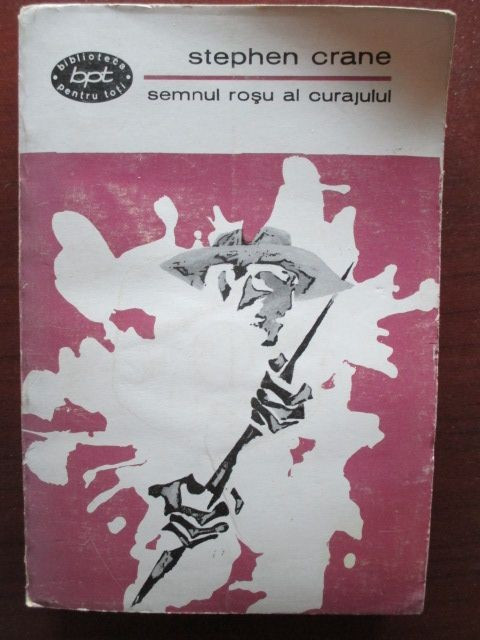 biblioteca
bpt
pentru toți
stephen crane
semnul roșu al curajului